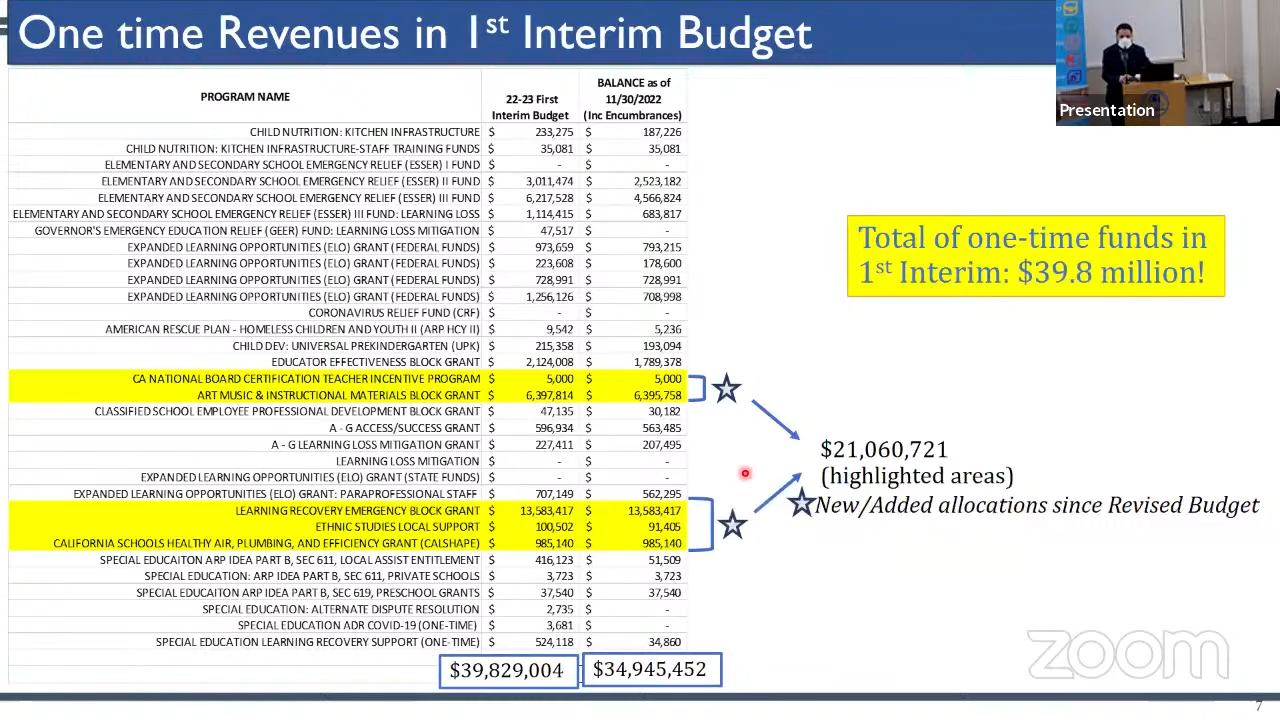 One time Revenues in 1st Interim Budget
Presentation
PROGRAM NAME 22-23 First Interim Budget BALANCE as of 11/30/2022 (Inc Encumbrances)
CHILD NUTRITION: KITCHEN INFRASTRUCTURE $ 233,275 $ 187,226
CHILD NUTRITION: KITCHEN INFRASTRUCTURE-STAFF TRAINING FUNDS $ 35,081 $ 35,081
ELEMENTARY AND SECONDARY SCHOOL EMERGENCY RELIEF (ESSER) I FUND $ - $ -
ELEMENTARY AND SECONDARY SCHOOL EMERGENCY RELIEF (ESSER) II FUND $ 3,011,474 $ 2,523,182
ELEMENTARY AND SECONDARY SCHOOL EMERGENCY RELIEF (ESSER) III FUND $ 6,217,528 $ 4,566,824
ELEMENTARY AND SECONDARY SCHOOL EMERGENCY RELIEF (ESSER) III FUND: LEARNING LOSS $ 1,114,415 $ 683,817
GOVERNOR'S EMERGENCY EDUCATION RELIEF (GEER) FUND: LEARNING LOSS MITIGATION $ 47,517 $ -
EXPANDED LEARNING OPPORTUNITIES (ELO) GRANT (FEDERAL FUNDS) $ 973,659 $ 793,215
EXPANDED LEARNING OPPORTUNITIES (ELO) GRANT (FEDERAL FUNDS) $ 223,608 $ 178,600
EXPANDED LEARNING OPPORTUNITIES (ELO) GRANT (FEDERAL FUNDS) $ 728,991 $ 728,991
EXPANDED LEARNING OPPORTUNITIES (ELO) GRANT (FEDERAL FUNDS) $ 1,256,126 $ 708,998
CORONAVIRUS RELIEF FUND (CRF) $ - $ -
AMERICAN RESCUE PLAN - HOMELESS CHILDREN AND YOUTH II (ARP HCY II) $ 9,542 $ 5,236
CHILD DEV: UNIVERSAL PREKINDERGARTEN (UPK) $ 215,358 $ 193,094
EDUCATOR EFFECTIVENESS BLOCK GRANT $ 2,124,008 $ 1,789,378
CA NATIONAL BOARD CERTIFICATION TEACHER INCENTIVE PROGRAM $ 5,000 $ 5,000
ART MUSIC & INSTRUCTIONAL MATERIALS BLOCK GRANT $ 6,397,814 $ 6,395,758
CLASSIFIED SCHOOL EMPLOYEE PROFESSIONAL DEVELOPMENT BLOCK GRANT $ 47,135 $ 30,182
A - G ACCESS/SUCCESS GRANT $ 596,934 $ 563,485
A - G LEARNING LOSS MITIGATION GRANT $ 227,411 $ 207,495
LEARNING LOSS MITIGATION $ - $ -
EXPANDED LEARNING OPPORTUNITIES (ELO) GRANT (STATE FUNDS) $ - $ -
EXPANDED LEARNING OPPORTUNITIES (ELO) GRANT: PARAPROFESSIONAL STAFF $ 707,149 $ 562,295
LEARNING RECOVERY EMERGENCY BLOCK GRANT $ 13,583,417 $ 13,583,417
ETHNIC STUDIES LOCAL SUPPORT $ 100,502 $ 91,405
CALIFORNIA SCHOOLS HEALTHY AIR, PLUMBING, AND EFFICIENCY GRANT (CALSHAPE) $ 985,140 $ 985,140
SPECIAL EDUCAITON ARP IDEA PART B, SEC 611, LOCAL ASSIST ENTITLEMENT $ 416,123 $ 51,509
SPECIAL EDUCATION: ARP IDEA PART B, SEC 611, PRIVATE SCHOOLS $ 3,723 $ 3,723
SPECIAL EDUCAITON ARP IDEA PART B, SEC 619, PRESCHOOL GRANTS $ 37,540 $ 37,540
SPECIAL EDUCATION: ALTERNATE DISPUTE RESOLUTION $ 2,735 $ -
SPECIAL EDUCATION ADR COVID-19 (ONE-TIME) $ 3,681 $ -
SPECIAL EDUCATION LEARNING RECOVERY SUPPORT (ONE-TIME) $ 524,118 $ 34,860
$39,829,004 $34,945,452
Total of one-time funds in
1st Interim: $39.8 million!
$21,060,721
(highlighted areas)
New/Added allocations since Revised Budget
zoom
7